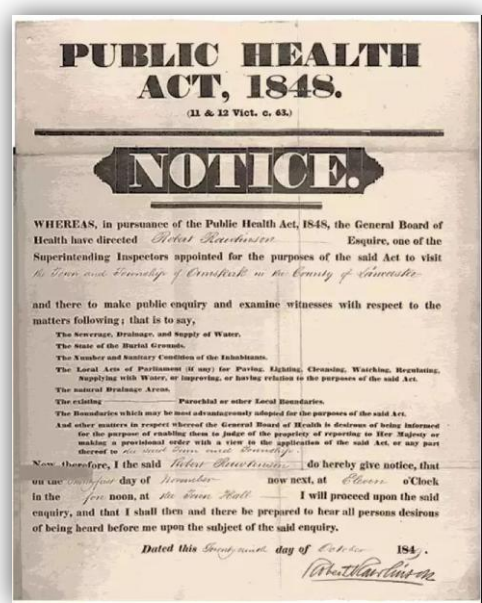 PUBLIC HEALTH
ACT, 1848.
(11 & 12 Vict. c. 63.)
NOTICE.
WHEREAS, in pursuance of the Public Health Act, 1848, the General Board of
Health have directed Robert Rawlinson Esquire, one of the
Superintending Inspectors appointed for the purposes of the said Act to visit
the Town and Township of Ormskirk in the County of Lancaster
and there to make public enquiry and examine witnesses with respect to the
matters following; that is to say,
The Sewerage, Drainage, and Supply of Water.
The State of the Burial Grounds.
The Number and Sanitary Condition of the Inhabitants.
The Local Acts of Parliament (if any) for Paving, Lighting, Cleansing, Watching, Regulating,
Supplying with Water, or improving, or having relation to the purposes of the said Act.
The natural Drainage Areas.
The existing Parochial or other Local Boundaries.
The Boundaries which may be most advantageously adopted for the purposes of the said Act.
And other matters in respect whereof the General Board of Health is desirous of being informed
for the purpose of enabling them to judge of the propriety of reporting to Her Majesty or
making a provisional order with a view to the application of the said Act, or any part
thereof to the said Town and Township.
Now therefore, I the said Robert Rawlinson do hereby give notice, that
on the day of November now next, at Eleven o'Clock
in the fore noon, at the Town Hall I will proceed upon the said
enquiry, and that I shall then and there be prepared to hear all persons desirous
of being heard before me upon the subject of the said enquiry.
Dated this Twenty ninth day of October 1849.
Robert Rawlinson